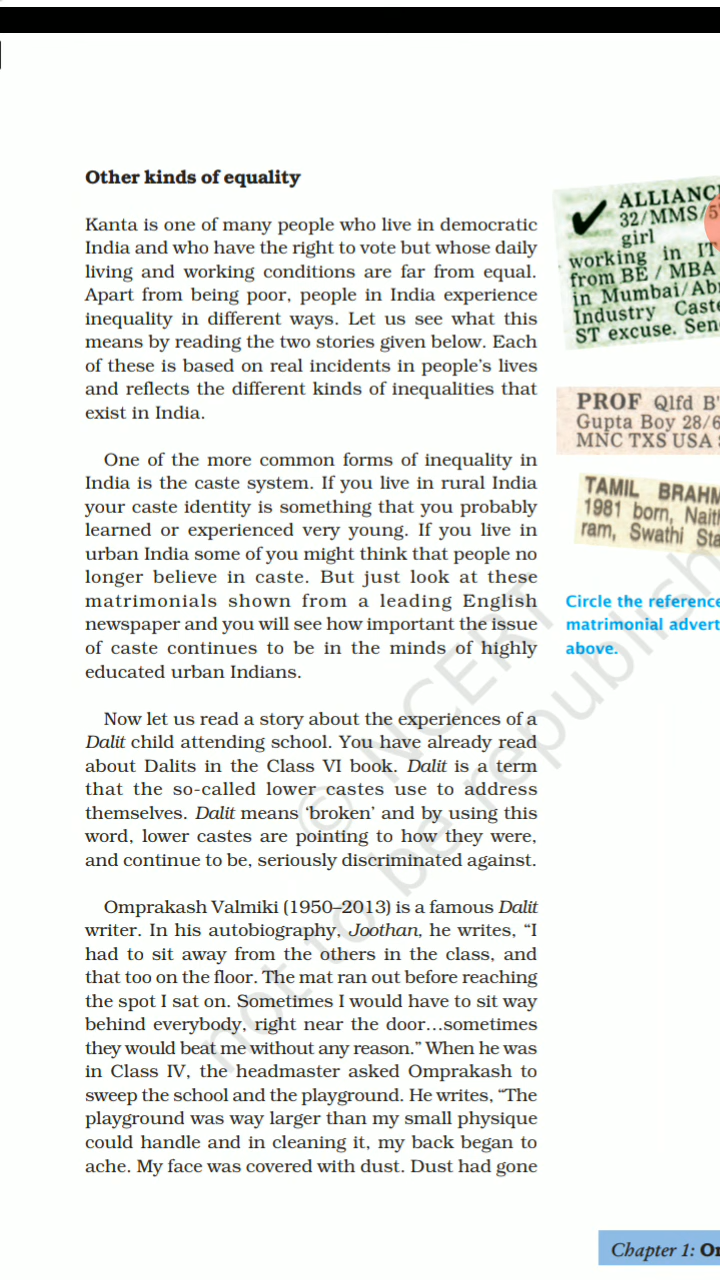 Other kinds of equality
Kanta is one of many people who live in democratic
India and who have the right to vote but whose daily
living and working conditions are far from equal.
Apart from being poor, people in India experience
inequality in different ways. Let us see what this
means by reading the two stories given below. Each
of these is based on real incidents in people's lives
and reflects the different kinds of inequalities that
exist in India.
One of the more common forms of inequality in
India is the caste system. If you live in rural India
your caste identity is something that you probably
learned or experienced very young. If you live in
urban India some of you might think that people no
longer believe in caste. But just look at these
matrimonials shown from a leading English
newspaper and you will see how important the issue
of caste continues to be in the minds of highly
educated urban Indians.
Now let us read a story about the experiences of a
Dalit child attending school. You have already read
about Dalits in the Class VI book. Dalit is a term
that the so-called lower castes use to address
themselves. Dalit means 'broken' and by using this
word, lower castes are pointing to how they were,
and continue to be, seriously discriminated against.
Omprakash Valmiki (1950–2013) is a famous Dalit
writer. In his autobiography, Joothan, he writes, “I
had to sit away from the others in the class, and
that too on the floor. The mat ran out before reaching
the spot I sat on. Sometimes I would have to sit way
behind everybody, right near the door…sometimes
they would beat me without any reason.” When he was
in Class IV, the headmaster asked Omprakash to
sweep the school and the playground. He writes, “The
playground was way larger than my small physique
could handle and in cleaning it, my back began to
ache. My face was covered with dust. Dust had gone
32/MMS/
girl
working in IT
from BE / MBA
in Mumbai/
Industry
ST excuse.
PROF Qlfd
Gupta Boy
MNC TXS USA
TAMIL
1981 born,
ram, Swathi
Circle the
matrimonial
above.
© NCERT
not to be
Chapter 1: